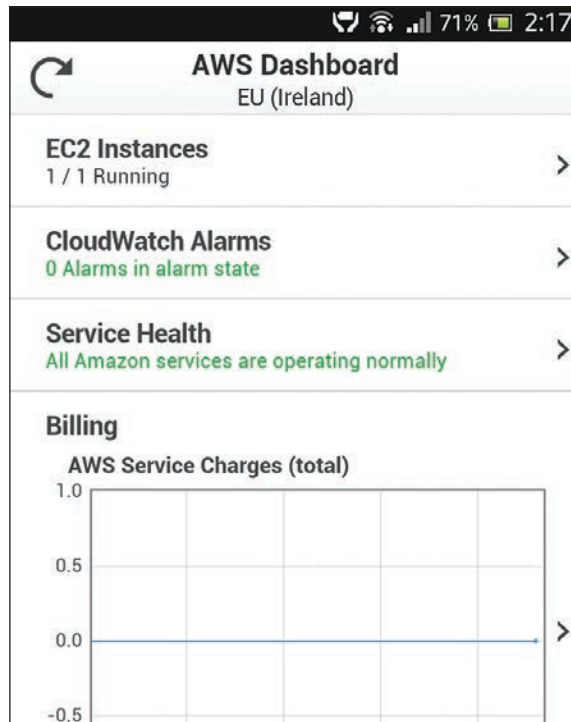 71% 2:17
AWS Dashboard
EU (Ireland)
EC2 Instances
1 / 1 Running
CloudWatch Alarms
0 Alarms in alarm state
Service Health
All Amazon services are operating normally
Billing
AWS Service Charges (total)
1.0
0.5
0.0
-0.5